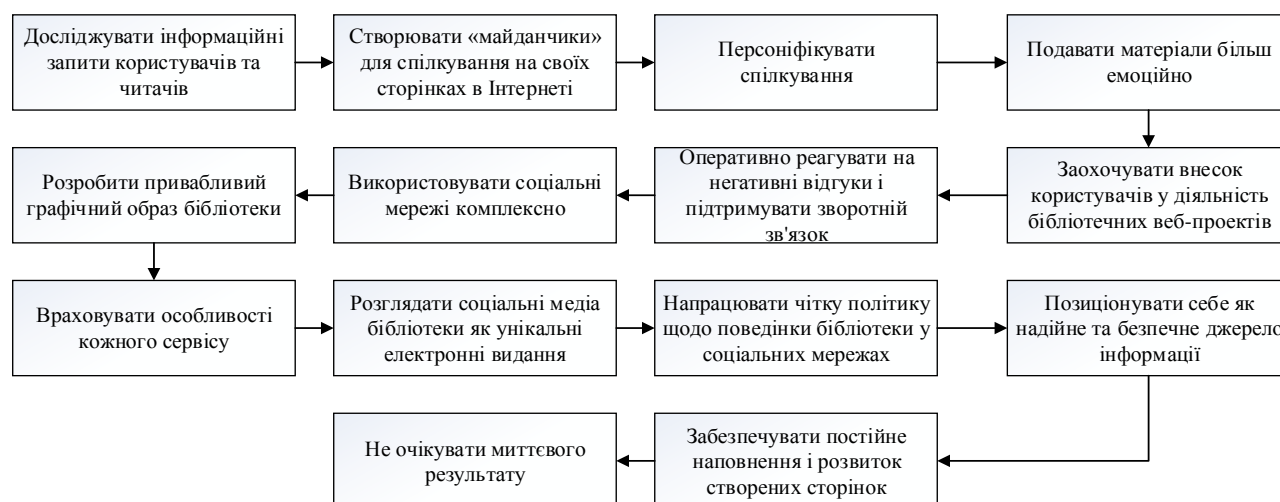 Досліджувати інформаційні
запити користувачів та
читачів
Створювати «майданчики»
для спілкування на своїх
сторінках в Інтернеті
Персоніфікувати
спілкування
Подавати матеріали більш
емоційно
Заохочувати внесок
користувачів у діяльність
бібліотечних веб-проектів
Оперативно реагувати на
негативні відгуки і
підтримувати зворотній
зв'язок
Використовувати соціальні
мережі комплексно
Розробити привабливий
графічний образ бібліотеки
Враховувати особливості
кожного сервісу
Розглядати соціальні медіа
бібліотеки як унікальні
електронні видання
Напрацювати чітку політику
щодо поведінки бібліотеки у
соціальних мережах
Позиціонувати себе як
надійне та безпечне джерело
інформації
Забезпечувати постійне
наповнення і розвиток
створених сторінок
Не очікувати миттєвого
результату